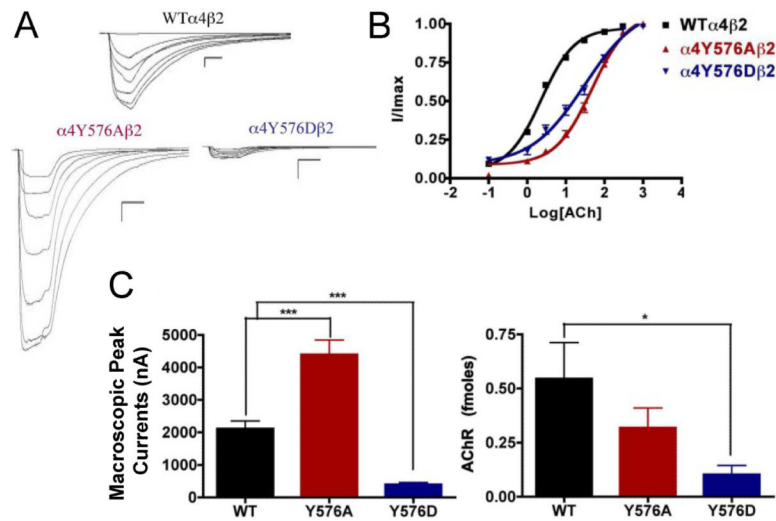 A
WTα4β2
α4Y576Aβ2
α4Y576Dβ2
B
I/Imax
1.00
0.75
0.50
0.25
0.00
-2
-1
0
1
2
3
4
Log[ACh]
WTα4β2
α4Y576Aβ2
α4Y576Dβ2
C
Macroscopic Peak
Currents (nA)
5000
4000
3000
2000
1000
0
***
***
WT
Y576A
Y576D
AChR (fmoles)
0.75
0.50
0.25
0.00
*
WT
Y576A
Y576D